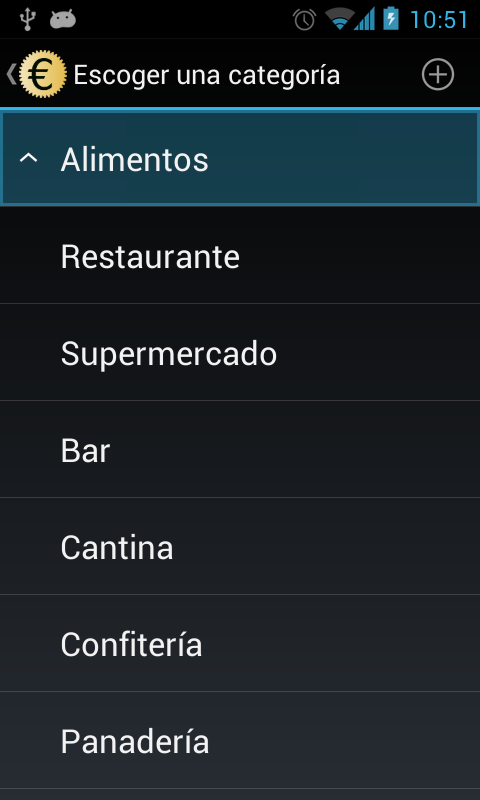 10:51
€ Escoger una categoría
Alimentos
Restaurante
Supermercado
Bar
Cantina
Confitería
Panadería